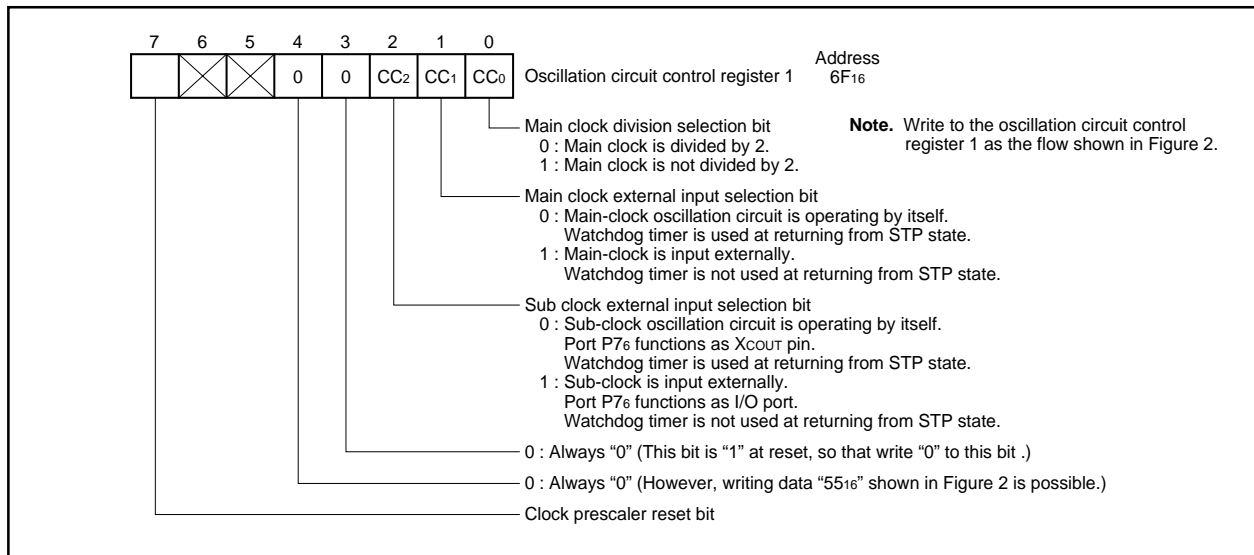 7 6 5 4 3 2 1 0
0 0 CC2 CC1 CC0 Oscillation circuit control register 1
Address
6F16
Note. Write to the oscillation circuit control
register 1 as the flow shown in Figure 2.
Main clock division selection bit
0 : Main clock is divided by 2.
1 : Main clock is not divided by 2.
Main clock external input selection bit
0 : Main-clock oscillation circuit is operating by itself.
Watchdog timer is used at returning from STP state.
1 : Main-clock is input externally.
Watchdog timer is not used at returning from STP state.
Sub clock external input selection bit
0 : Sub-clock oscillation circuit is operating by itself.
Port P76 functions as XCOUT pin.
Watchdog timer is used at returning from STP state.
1 : Sub-clock is input externally.
Port P76 functions as I/O port.
Watchdog timer is not used at returning from STP state.
0 : Always “0” (This bit is “1” at reset, so that write “0” to this bit .)
0 : Always “0” (However, writing data “5516” shown in Figure 2 is possible.)
Clock prescaler reset bit